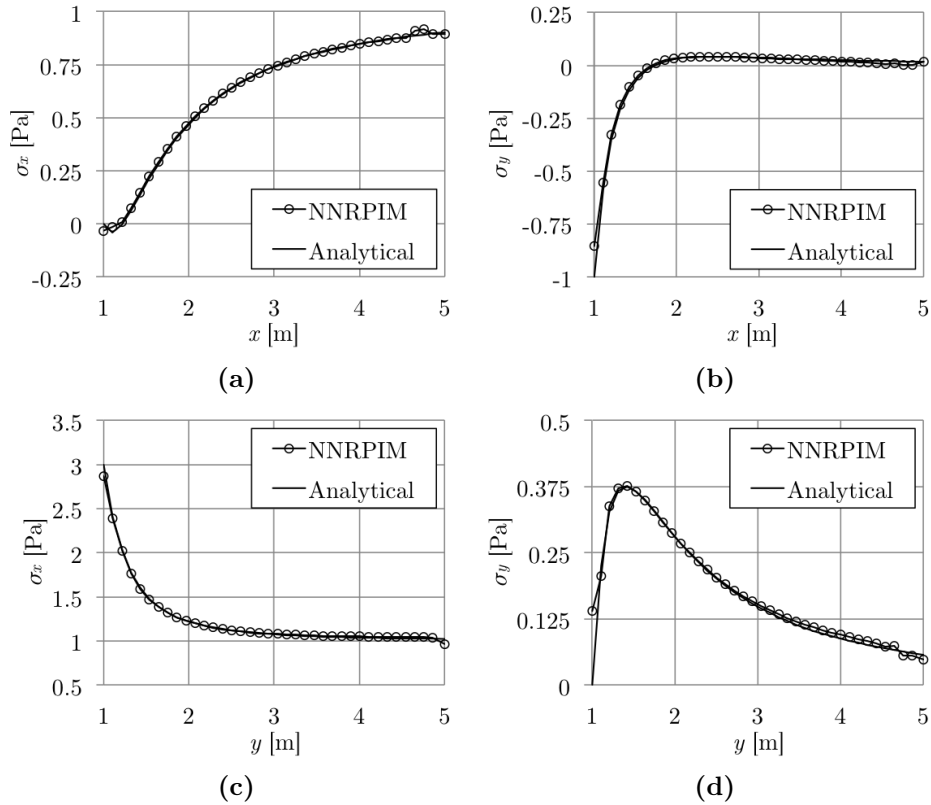 1
0.75
0.5
0.25
0
-0.25
σx [Pa]
NNRPIM
Analytical
1 2 3 4 5
x [m]
(a)
0.25
0
-0.25
-0.5
-0.75
-1
σy [Pa]
NNRPIM
Analytical
1 2 3 4 5
x [m]
(b)
3.5
3
2.5
2
1.5
1
0.5
σx [Pa]
NNRPIM
Analytical
1 2 3 4 5
y [m]
(c)
0.5
0.375
0.25
0.125
0
σy [Pa]
NNRPIM
Analytical
1 2 3 4 5
y [m]
(d)